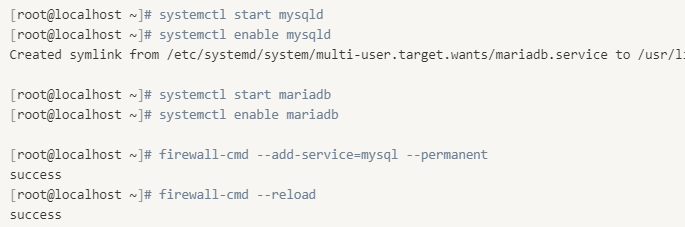 [root@localhost ~]# systemctl start mysqld
[root@localhost ~]# systemctl enable mysqld
Created symlink from /etc/systemd/system/multi-user.target.wants/mariadb.service to /usr/li
[root@localhost ~]# systemctl start mariadb
[root@localhost ~]# systemctl enable mariadb
[root@localhost ~]# firewall-cmd --add-service=mysql --permanent
success
[root@localhost ~]# firewall-cmd --reload
success